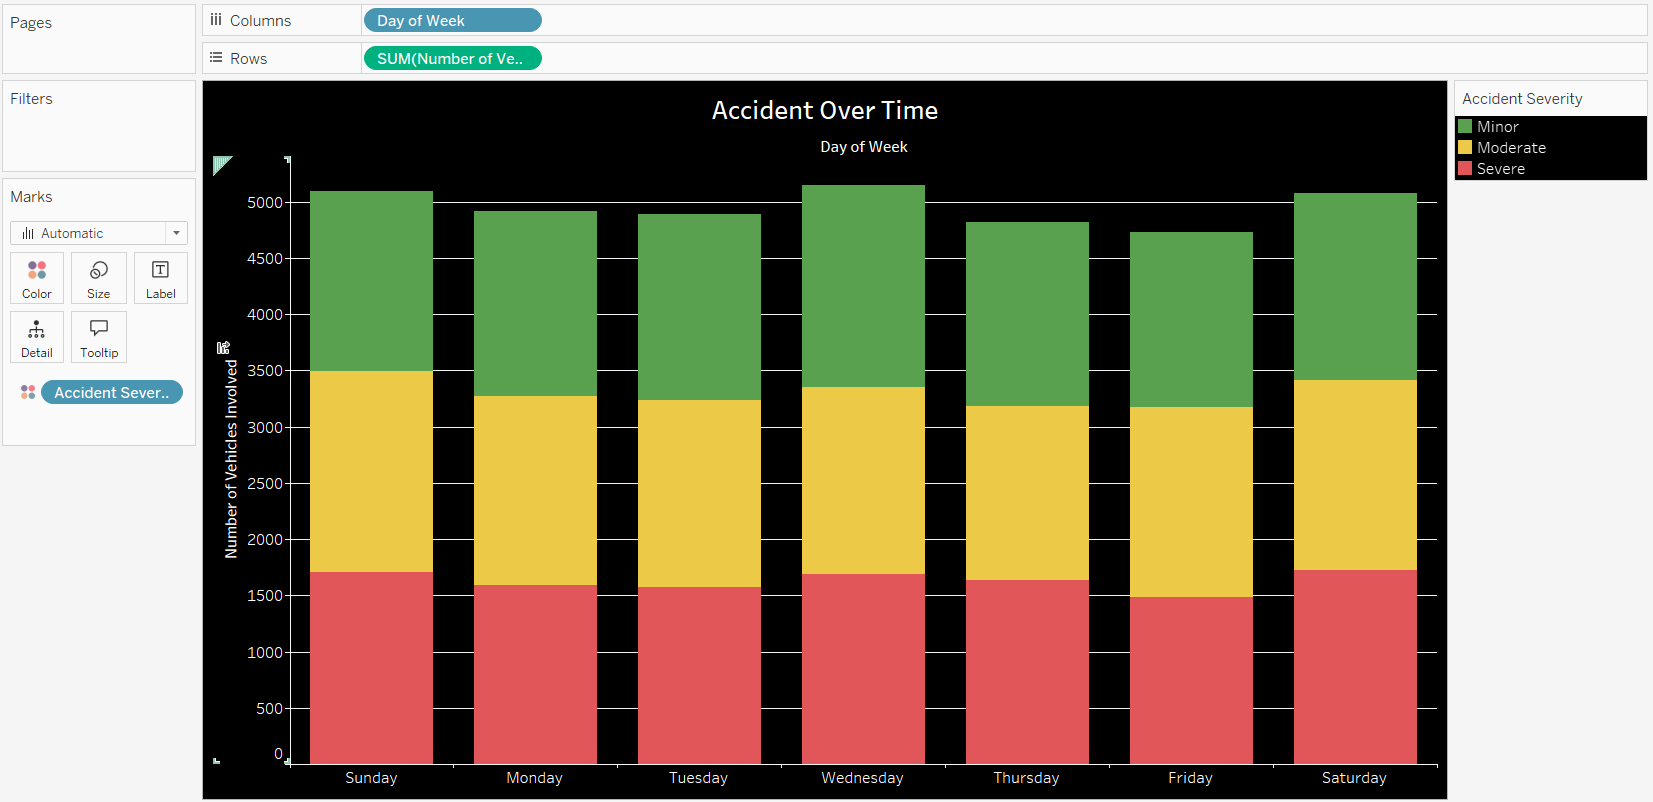 Pages
Columns
Day of Week
Rows
SUM(Number of Ve..
Filters
Marks
Automatic
Color
Size
Label
Detail
Tooltip
Accident Sever..
Accident Over Time
Day of Week
Number of Vehicles Involved
5000
4500
4000
3500
3000
2500
2000
1500
1000
500
0
Sunday
Monday
Tuesday
Wednesday
Thursday
Friday
Saturday
Accident Severity
Minor
Moderate
Severe